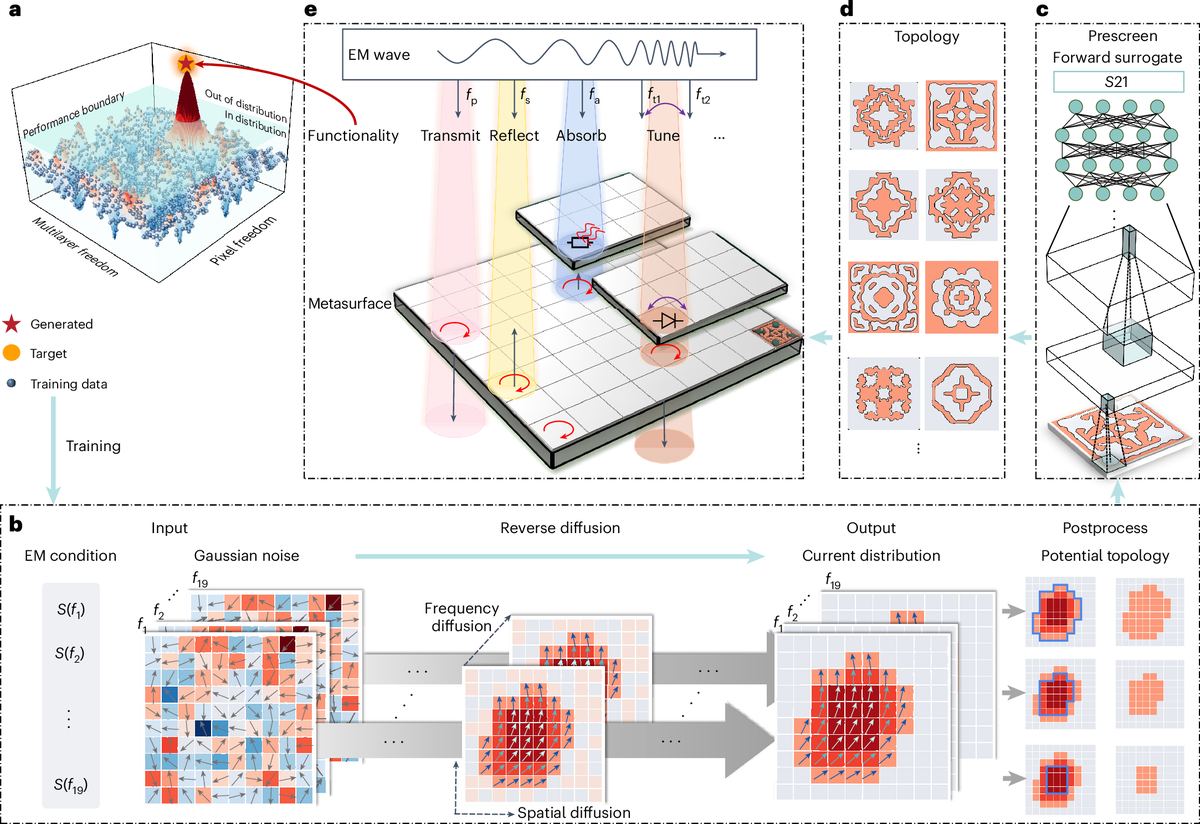 a
Performance boundary
Out of distribution
In distribution
Multilayer freedom
Pixel freedom
Generated
Target
Training data
Training
e
EM wave
fp
fs
fa
ft1
ft2
Functionality
Transmit
Reflect
Absorb
Tune
...
Metasurface
d
Topology
⋮
c
Prescreen
Forward surrogate
S21
⋮
b
Input
Reverse diffusion
Output
Postprocess
EM condition
Gaussian noise
Current distribution
Potential topology
S(f1)
S(f2)
⋮
S(f19)
f1
f2
f19
Frequency
diffusion
...
...
...
...
Spatial diffusion
f1
f2
f19